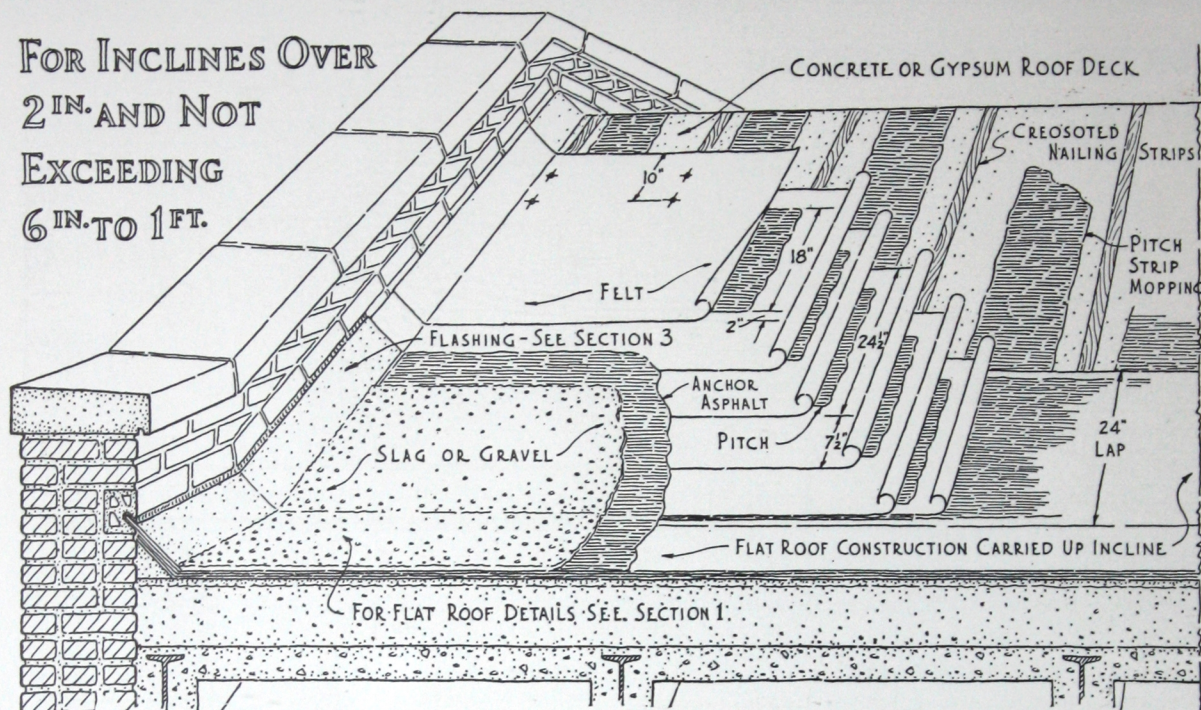 For Inclines Over
2 in. and Not
Exceeding
6 in. to 1 ft.
Concrete or Gypsum Roof Deck
Creosoted
Nailing Strips
Pitch
Strip
Mopping
10"
18"
2"
Felt
Flashing - See Section 3
24½"
Anchor
Asphalt
Pitch
7½"
24"
Lap
Slag or Gravel
Flat Roof Construction Carried Up Incline
For Flat Roof Details See Section 1.